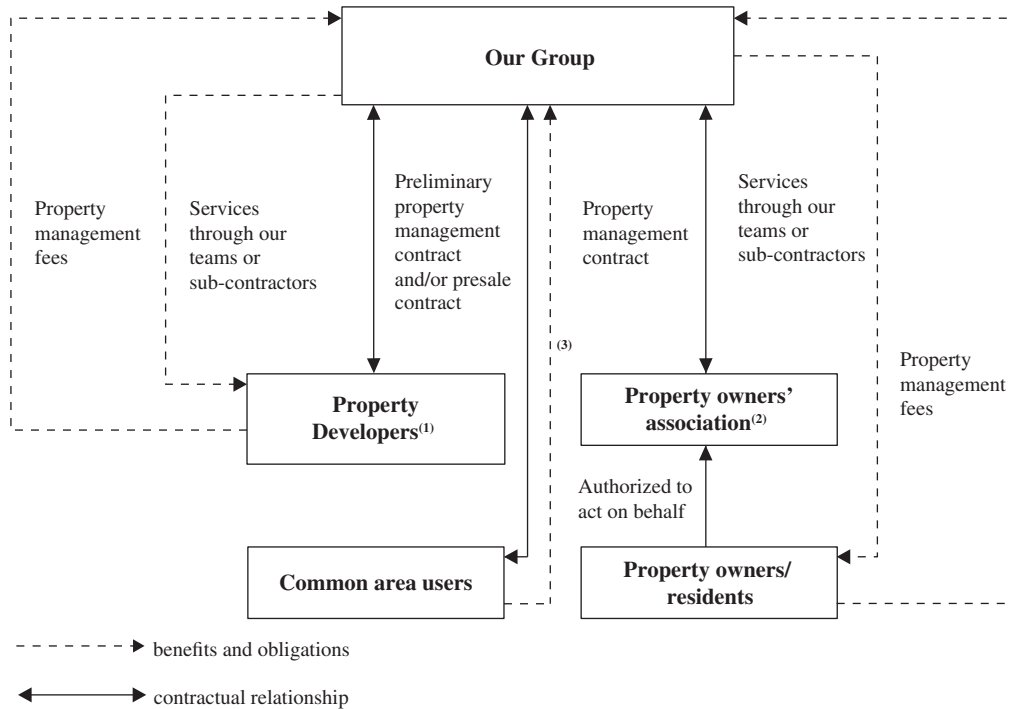 Our Group
Property
management
fees
Services
through our
teams or
sub-contractors
Preliminary
property
management
contract
and/or presale
contract
Property
management
contract
Services
through our
teams or
sub-contractors
(3)
Property
management
fees
Property
Developers(1)
Property owners’
association(2)
Authorized to
act on behalf
Common area users
Property owners/
residents
benefits and obligations
contractual relationship